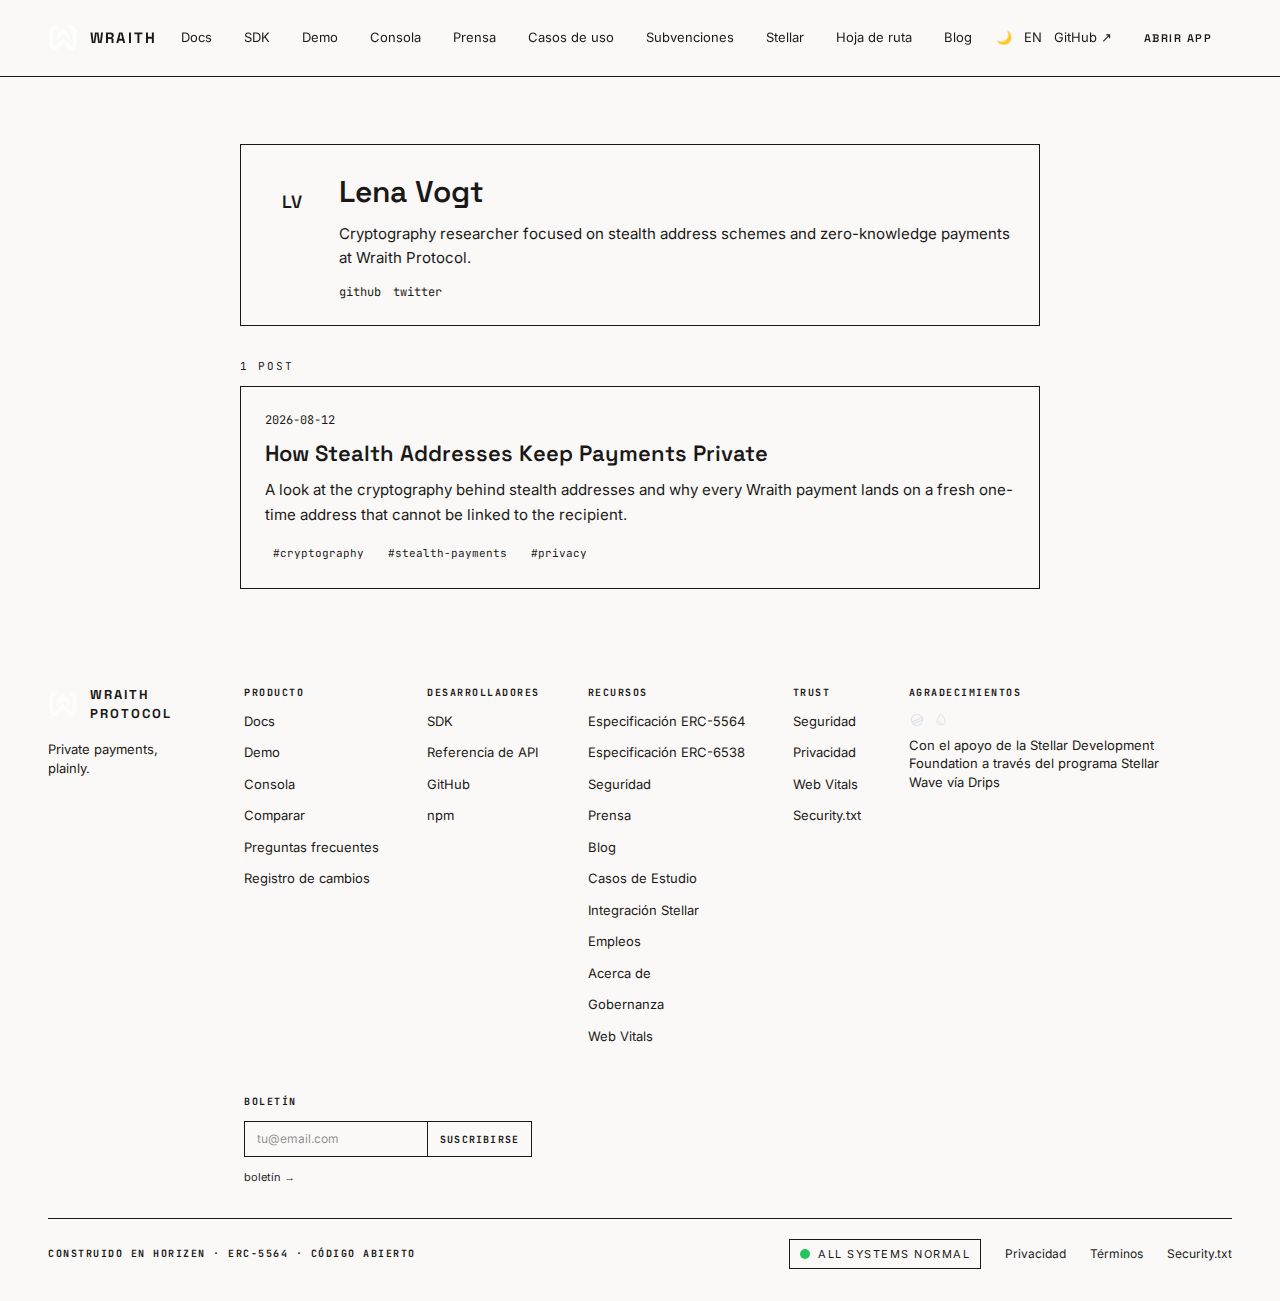 WRAITH Docs SDK Demo Consola Prensa Casos de uso Subvenciones Stellar Hoja de ruta Blog 🌙 EN GitHub ↗ ABRIR APP
LV
Lena Vogt
Cryptography researcher focused on stealth address schemes and zero-knowledge payments
at Wraith Protocol.
github twitter
1 POST
2026-08-12
How Stealth Addresses Keep Payments Private
A look at the cryptography behind stealth addresses and why every Wraith payment lands on a fresh one-
time address that cannot be linked to the recipient.
#cryptography #stealth-payments #privacy
WRAITH
PROTOCOL
Private payments,
plainly.
PRODUCTO
Docs
Demo
Consola
Comparar
Preguntas frecuentes
Registro de cambios
DESARROLLADORES
SDK
Referencia de API
GitHub
npm
RECURSOS
Especificación ERC-5564
Especificación ERC-6538
Seguridad
Prensa
Blog
Casos de Estudio
Integración Stellar
Empleos
Acerca de
Gobernanza
Web Vitals
TRUST
Seguridad
Privacidad
Web Vitals
Security.txt
AGRADECIMIENTOS
Con el apoyo de la Stellar Development
Foundation a través del programa Stellar
Wave vía Drips
BOLETÍN
tu@email.com SUSCRIBIRSE
boletín →
CONSTRUIDO EN HORIZEN · ERC-5564 · CÓDIGO ABIERTO
ALL SYSTEMS NORMAL Privacidad Términos Security.txt